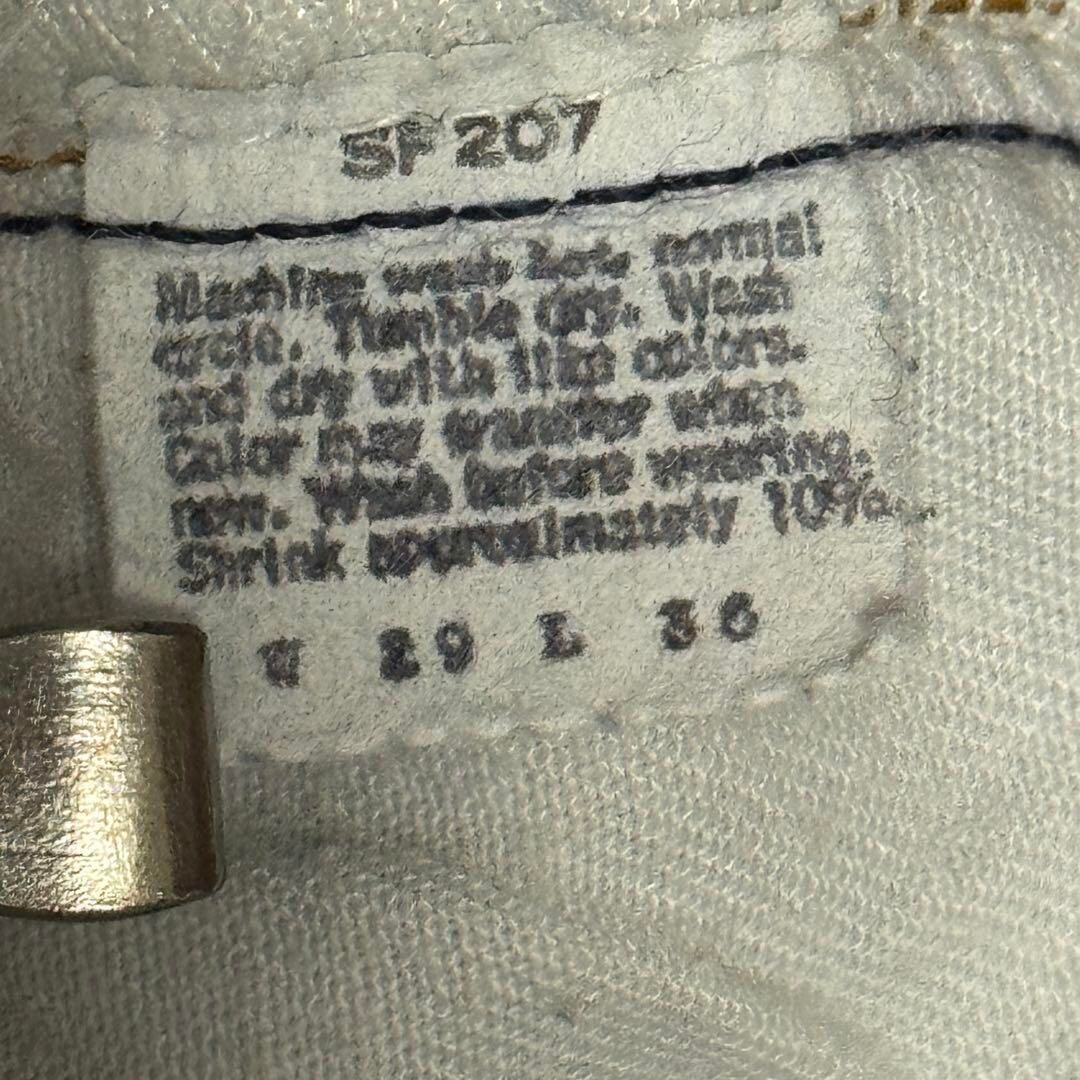 SF 207
Machine wash hot, normal
cycle. Tumble dry. Wash
and dry with like colors.
Color may transfer when
new. Wash before wearing.
Shrink approximately 10%.
W 29 L 36